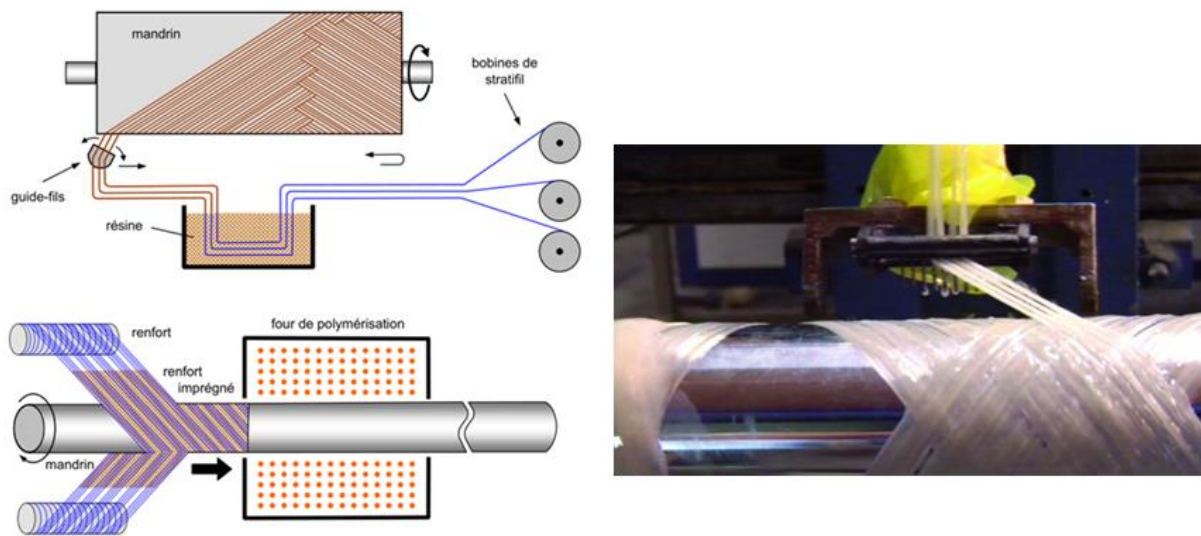 mandrin
bobines de
stratifil
guide-fils
résine
four de polymérisation
renfort
renfort
imprégné
mandrin